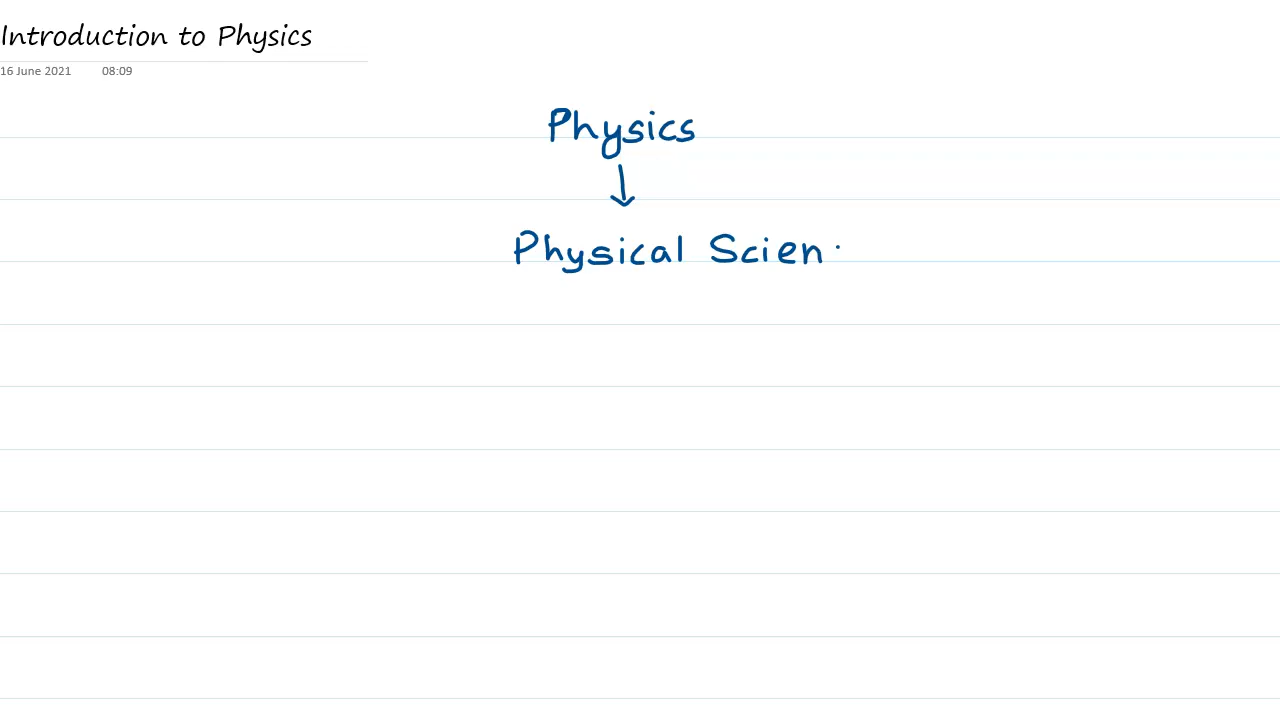 Introduction to Physics
16 June 2021 08:09
Physics
↓
Physical Scien